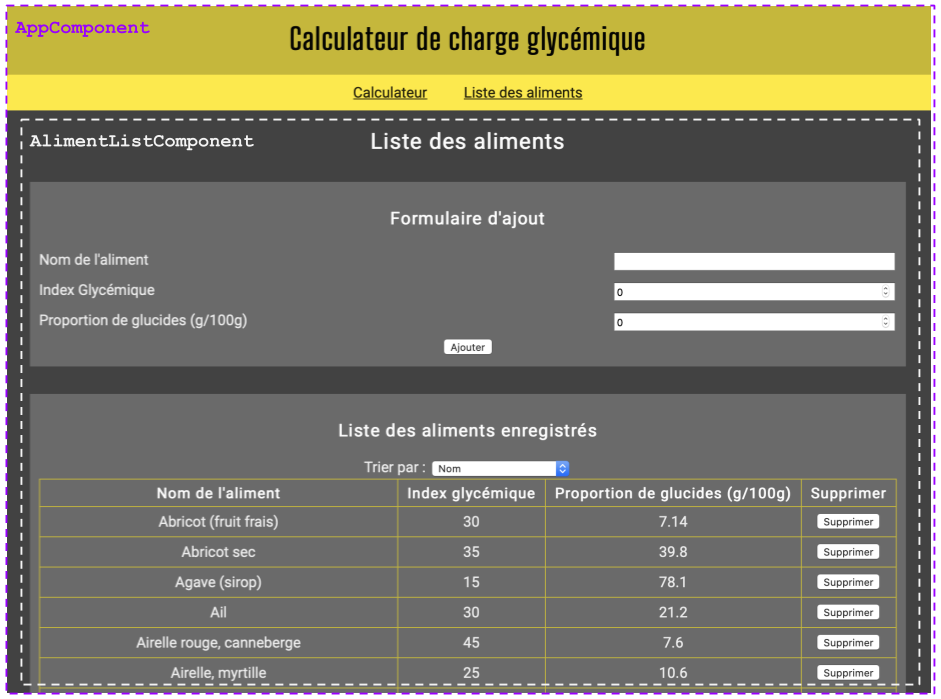 AppComponent
Calculateur de charge glycémique
Calculateur Liste des aliments
AlimentListComponent
Liste des aliments
Formulaire d'ajout
Nom de l'aliment
Index Glycémique 0
Proportion de glucides (g/100g) 0
Ajouter
Liste des aliments enregistrés
Trier par : Nom
Nom de l'aliment Index glycémique Proportion de glucides (g/100g) Supprimer
Abricot (fruit frais) 30 7.14 Supprimer
Abricot sec 35 39.8 Supprimer
Agave (sirop) 15 78.1 Supprimer
Ail 30 21.2 Supprimer
Airelle rouge, canneberge 45 7.6 Supprimer
Airelle, myrtille 25 10.6 Supprimer